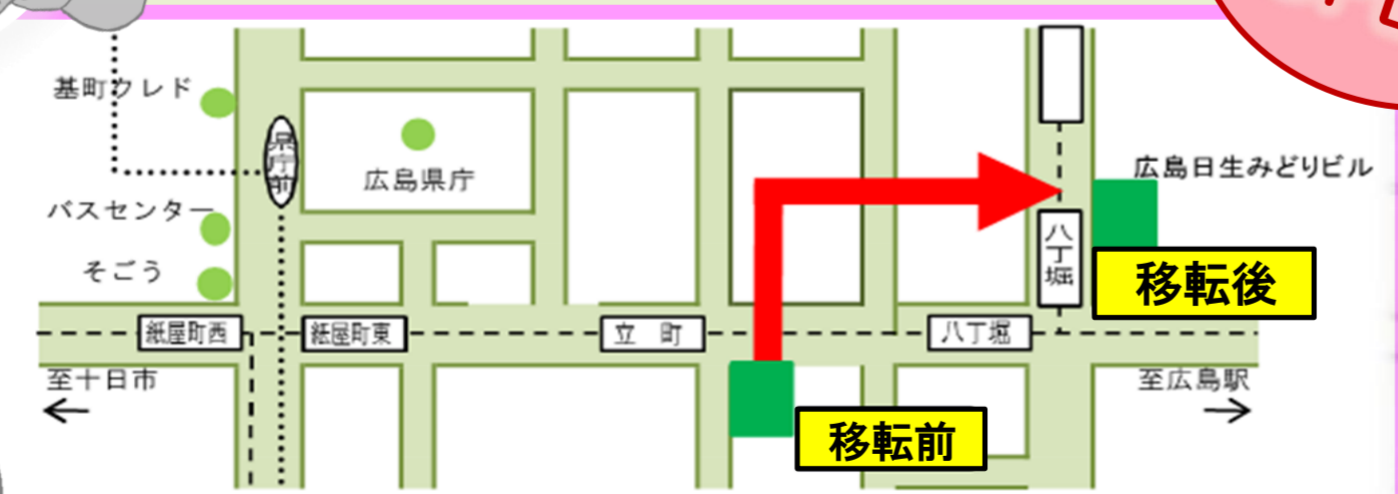 基町クレド
県庁前
広島県庁
広島日生みどりビル
バスセンター
八丁堀
そごう
移転後
紙屋町西
紙屋町東
立 町
八丁堀
至十日市
至広島駅
移転前